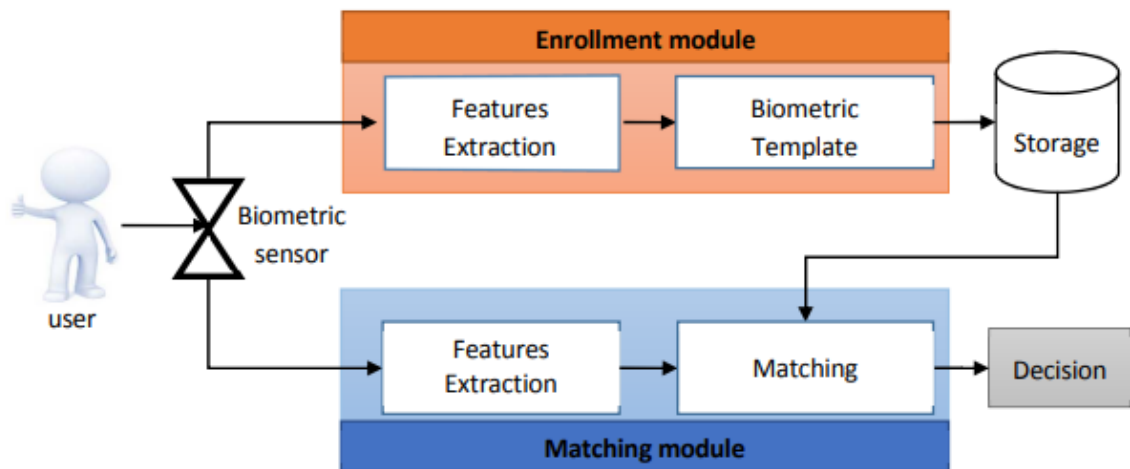 Enrollment module
Features
Extraction
Biometric
Template
Storage
Biometric
sensor
user
Features
Extraction
Matching
Decision
Matching module